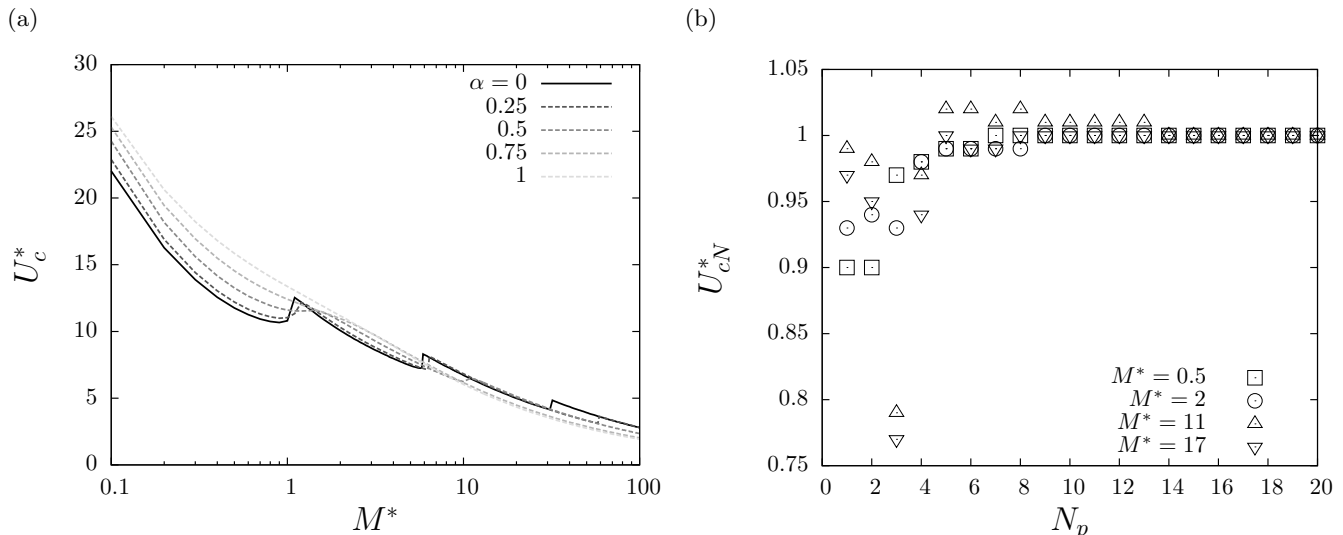 (a)
(b)
30
25
20
15
10
5
0
0.1
1
10
100
U*c
M*
α = 0
0.25
0.5
0.75
1
1.05
1
0.95
0.9
0.85
0.8
0.75
0 2 4 6 8 10 12 14 16 18 20
U*cN
Np
M* = 0.5
M* = 2
M* = 11
M* = 17